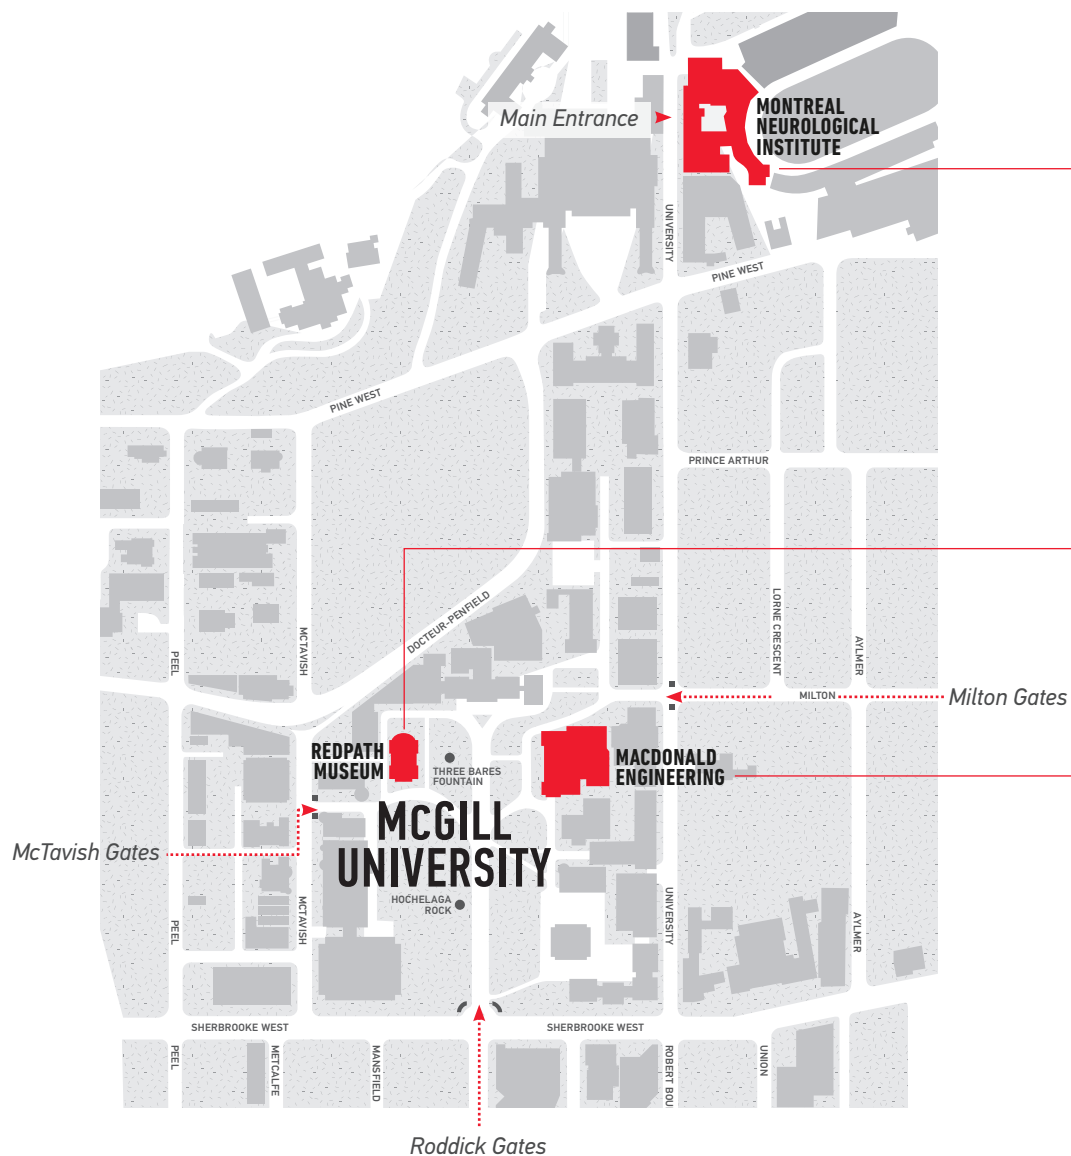 Main Entrance
MONTREAL
NEUROLOGICAL
INSTITUTE
UNIVERSITY
PINE WEST
PINE WEST
PRINCE ARTHUR
DOCTEUR-PENFIELD
LORNE CRESCENT
MCTAVISH
PEEL
AYLMER
MILTON
Milton Gates
REDPATH
MUSEUM
THREE BARES
FOUNTAIN
MACDONALD
ENGINEERING
MCGILL
UNIVERSITY
McTavish Gates
HOCHELAGA
ROCK
MCTAVISH
PEEL
UNIVERSITY
AYLMER
SHERBROOKE WEST
SHERBROOKE WEST
PEEL
METCALFE
MANSFIELD
ROBERT BOU
UNION
Roddick Gates